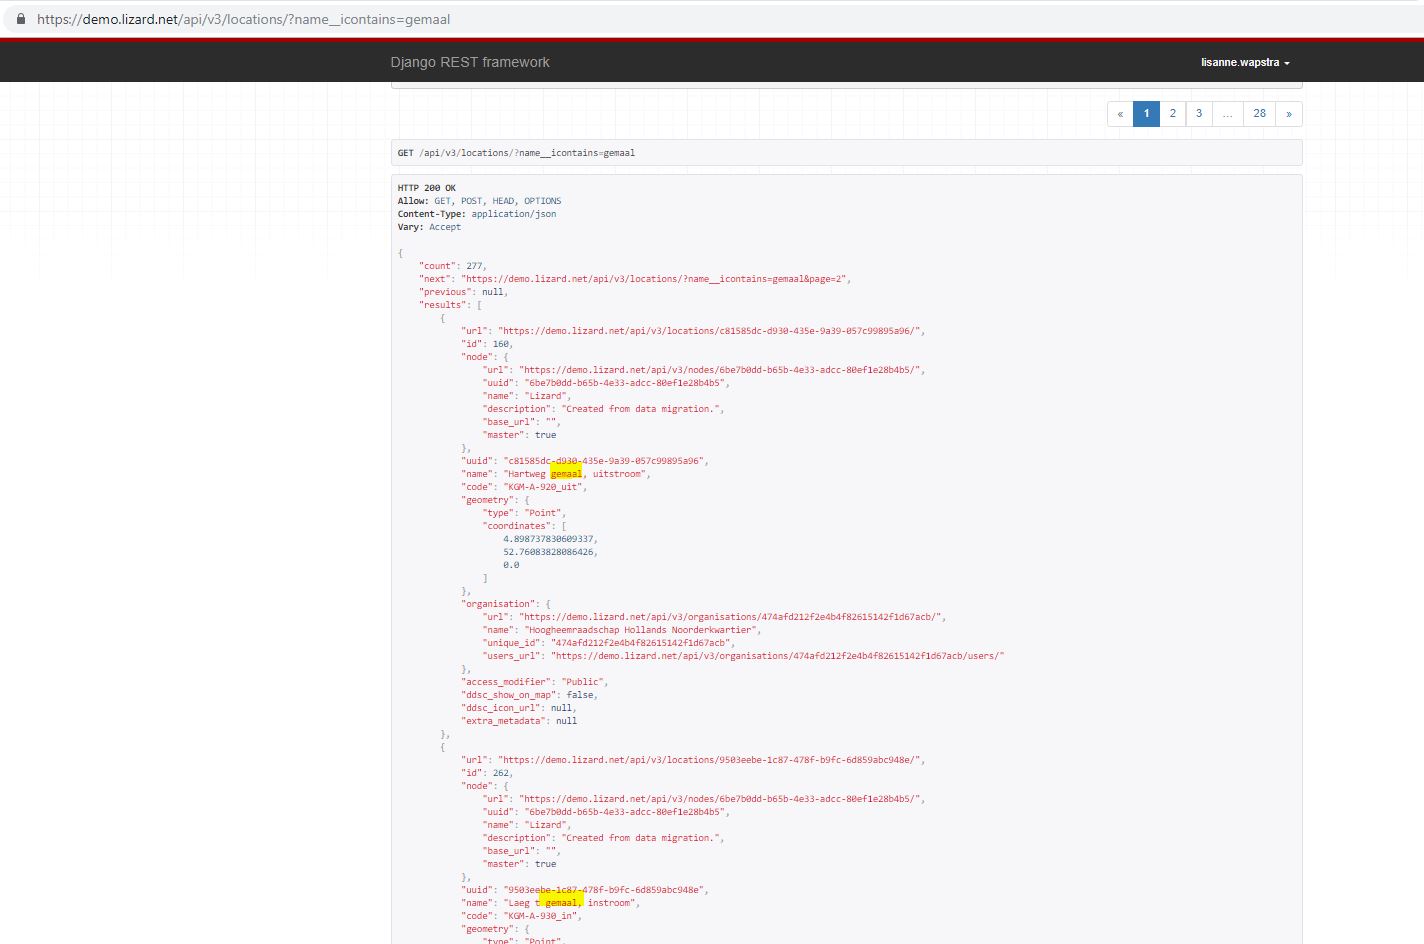 https://demo.lizard.net/api/v3/locations/?name__icontains=gemaal
Django REST framework
lisanne.wapstra
« 1 2 3 ... 28 »
GET /api/v3/locations/?name__icontains=gemaal
HTTP 200 OK
Allow: GET, POST, HEAD, OPTIONS
Content-Type: application/json
Vary: Accept
{
"count": 277,
"next": "https://demo.lizard.net/api/v3/locations/?name__icontains=gemaal&page=2",
"previous": null,
"results": [
{
"url": "https://demo.lizard.net/api/v3/locations/c81585dc-d930-435e-9a39-057c99895a96/",
"id": 160,
"node": {
"url": "https://demo.lizard.net/api/v3/nodes/6be7b0dd-b65b-4e33-adcc-80ef1e28b4b5/",
"uuid": "6be7b0dd-b65b-4e33-adcc-80ef1e28b4b5",
"name": "Lizard",
"description": "Created from data migration.",
"base_url": "",
"master": true
},
"uuid": "c81585dc-d930-435e-9a39-057c99895a96",
"name": "Hartweg gemaal, uitstroom",
"code": "KGM-A-920_uit",
"geometry": {
"type": "Point",
"coordinates": [
4.898737830609337,
52.76083828086426,
0.0
]
},
"organisation": {
"url": "https://demo.lizard.net/api/v3/organisations/474afd212f2e4b4f82615142f1d67acb/",
"name": "Hoogheemraadschap Hollands Noorderkwartier",
"unique_id": "474afd212f2e4b4f82615142f1d67acb",
"users_url": "https://demo.lizard.net/api/v3/organisations/474afd212f2e4b4f82615142f1d67acb/users/"
},
"access_modifier": "Public",
"ddsc_show_on_map": false,
"ddsc_icon_url": null,
"extra_metadata": null
},
{
"url": "https://demo.lizard.net/api/v3/locations/9503eebe-1c87-478f-b9fc-6d859abc948e/",
"id": 262,
"node": {
"url": "https://demo.lizard.net/api/v3/nodes/6be7b0dd-b65b-4e33-adcc-80ef1e28b4b5/",
"uuid": "6be7b0dd-b65b-4e33-adcc-80ef1e28b4b5",
"name": "Lizard",
"description": "Created from data migration.",
"base_url": "",
"master": true
},
"uuid": "9503eebe-1c87-478f-b9fc-6d859abc948e",
"name": "Laeg t gemaal, instroom",
"code": "KGM-A-930_in",
"geometry": {
"type": "Point",